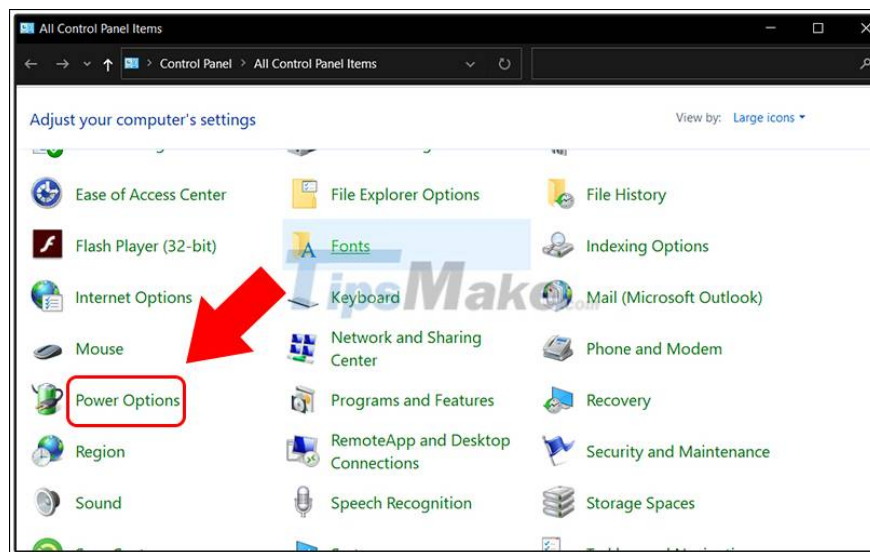 All Control Panel Items
Control Panel > All Control Panel Items
Adjust your computer's settings
View by: Large icons
Ease of Access Center
File Explorer Options
File History
Flash Player (32-bit)
Fonts
Indexing Options
TipsMake.com
Internet Options
Keyboard
Mail (Microsoft Outlook)
Mouse
Network and Sharing
Center
Phone and Modem
Power Options
Programs and Features
Recovery
Region
RemoteApp and Desktop
Connections
Security and Maintenance
Sound
Speech Recognition
Storage Spaces